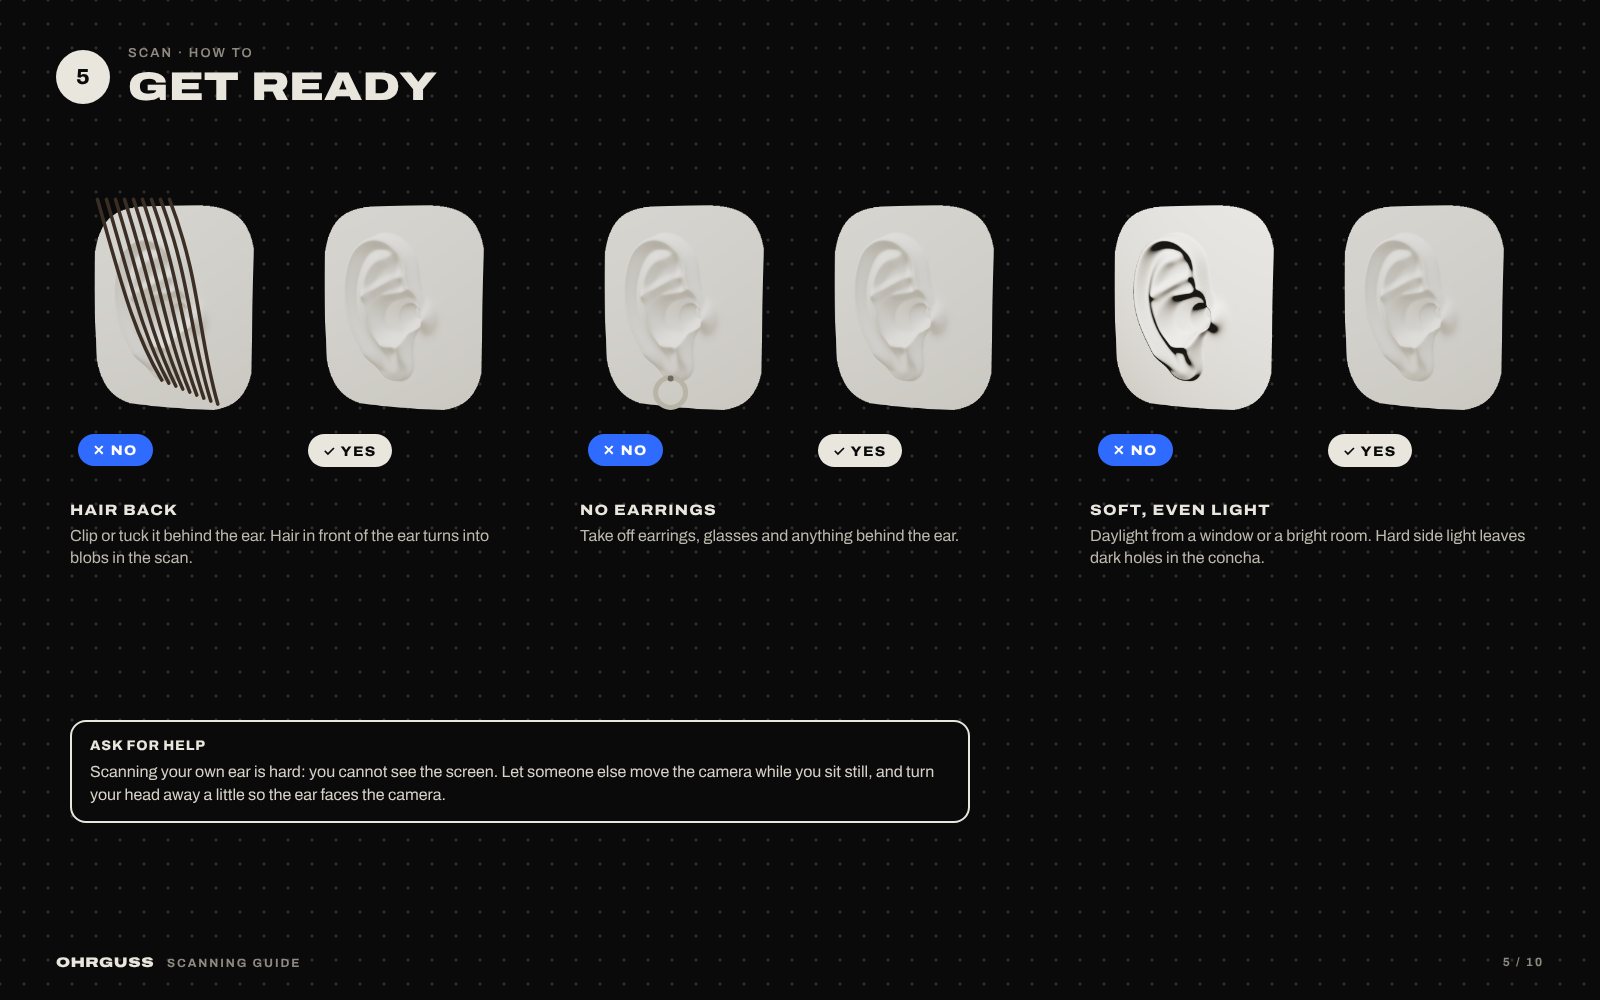 5
SCAN · HOW TO
GET READY
✕ NO
✓ YES
✕ NO
✓ YES
✕ NO
✓ YES
HAIR BACK
Clip or tuck it behind the ear. Hair in front of the ear turns into
blobs in the scan.
NO EARRINGS
Take off earrings, glasses and anything behind the ear.
SOFT, EVEN LIGHT
Daylight from a window or a bright room. Hard side light leaves
dark holes in the concha.
ASK FOR HELP
Scanning your own ear is hard: you cannot see the screen. Let someone else move the camera while you sit still, and turn
your head away a little so the ear faces the camera.
OHRGUSS SCANNING GUIDE
5 / 10